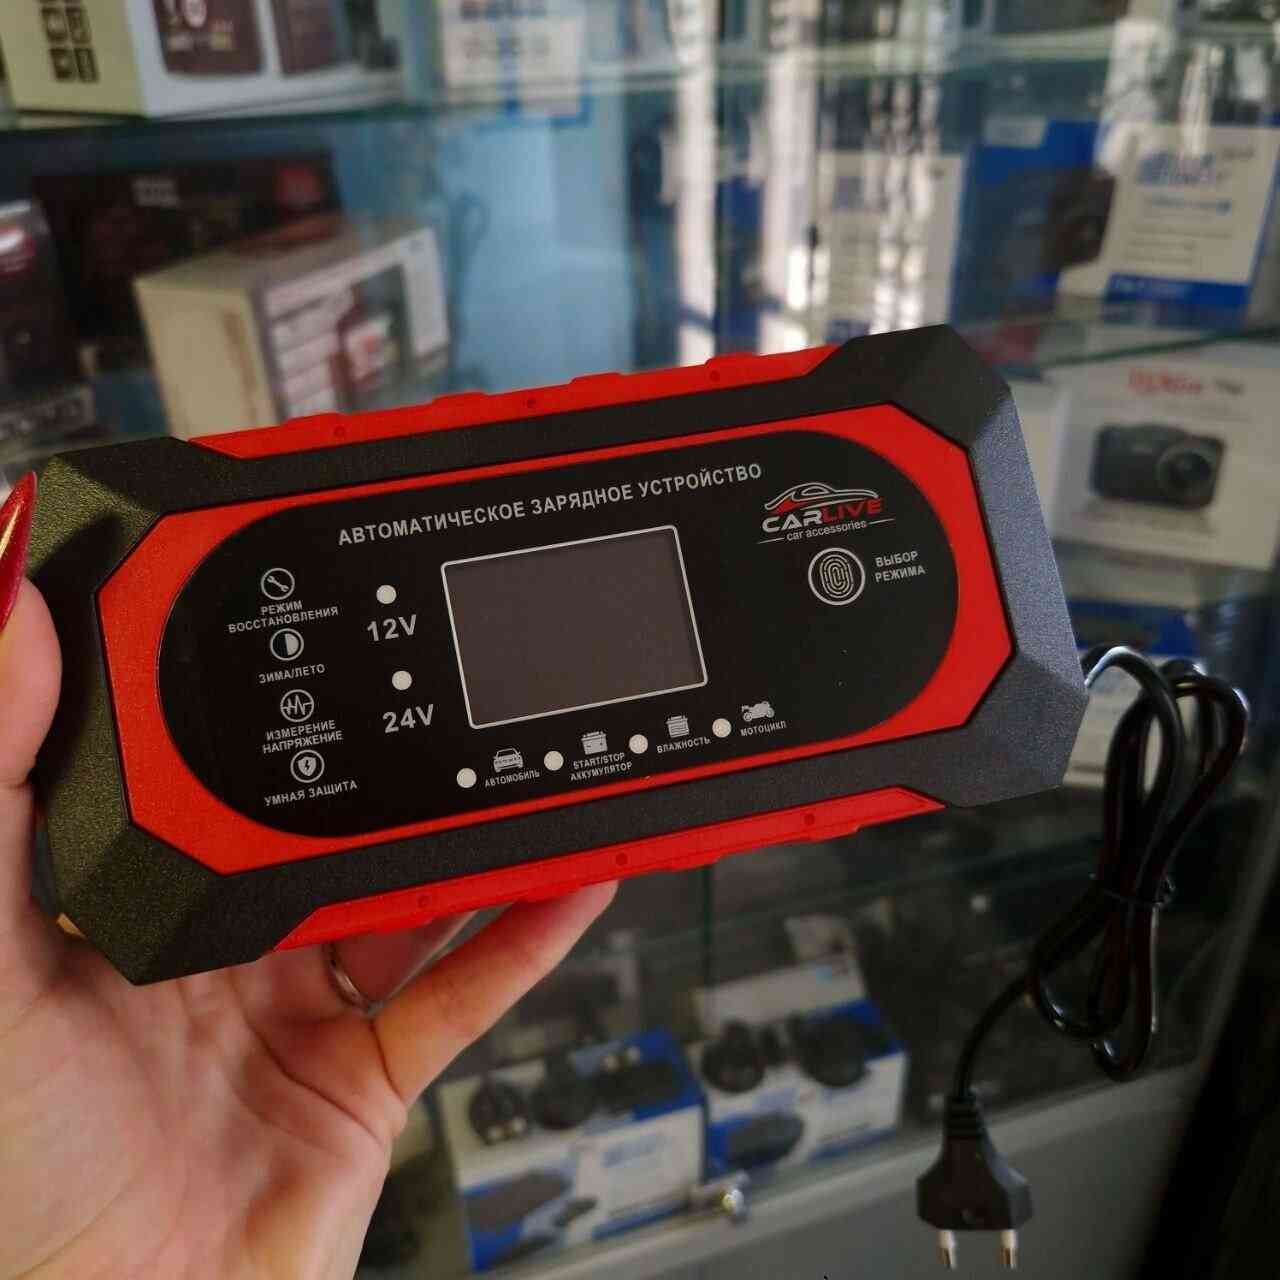 АВТОМАТИЧЕСКОЕ ЗАРЯДНОЕ УСТРОЙСТВО
CARLIVE
car accessories
ВЫБОР
РЕЖИМА
РЕЖИМ
ВОССТАНОВЛЕНИЯ
ЗИМА/ЛЕТО
ИЗМЕРЕНИЕ
НАПРЯЖЕНИЕ
УМНАЯ ЗАЩИТА
12V
24V
АВТОМОБИЛЬ
START/STOP
АККУМУЛЯТОР
ВЛАЖНОСТЬ
МОТОЦИКЛ